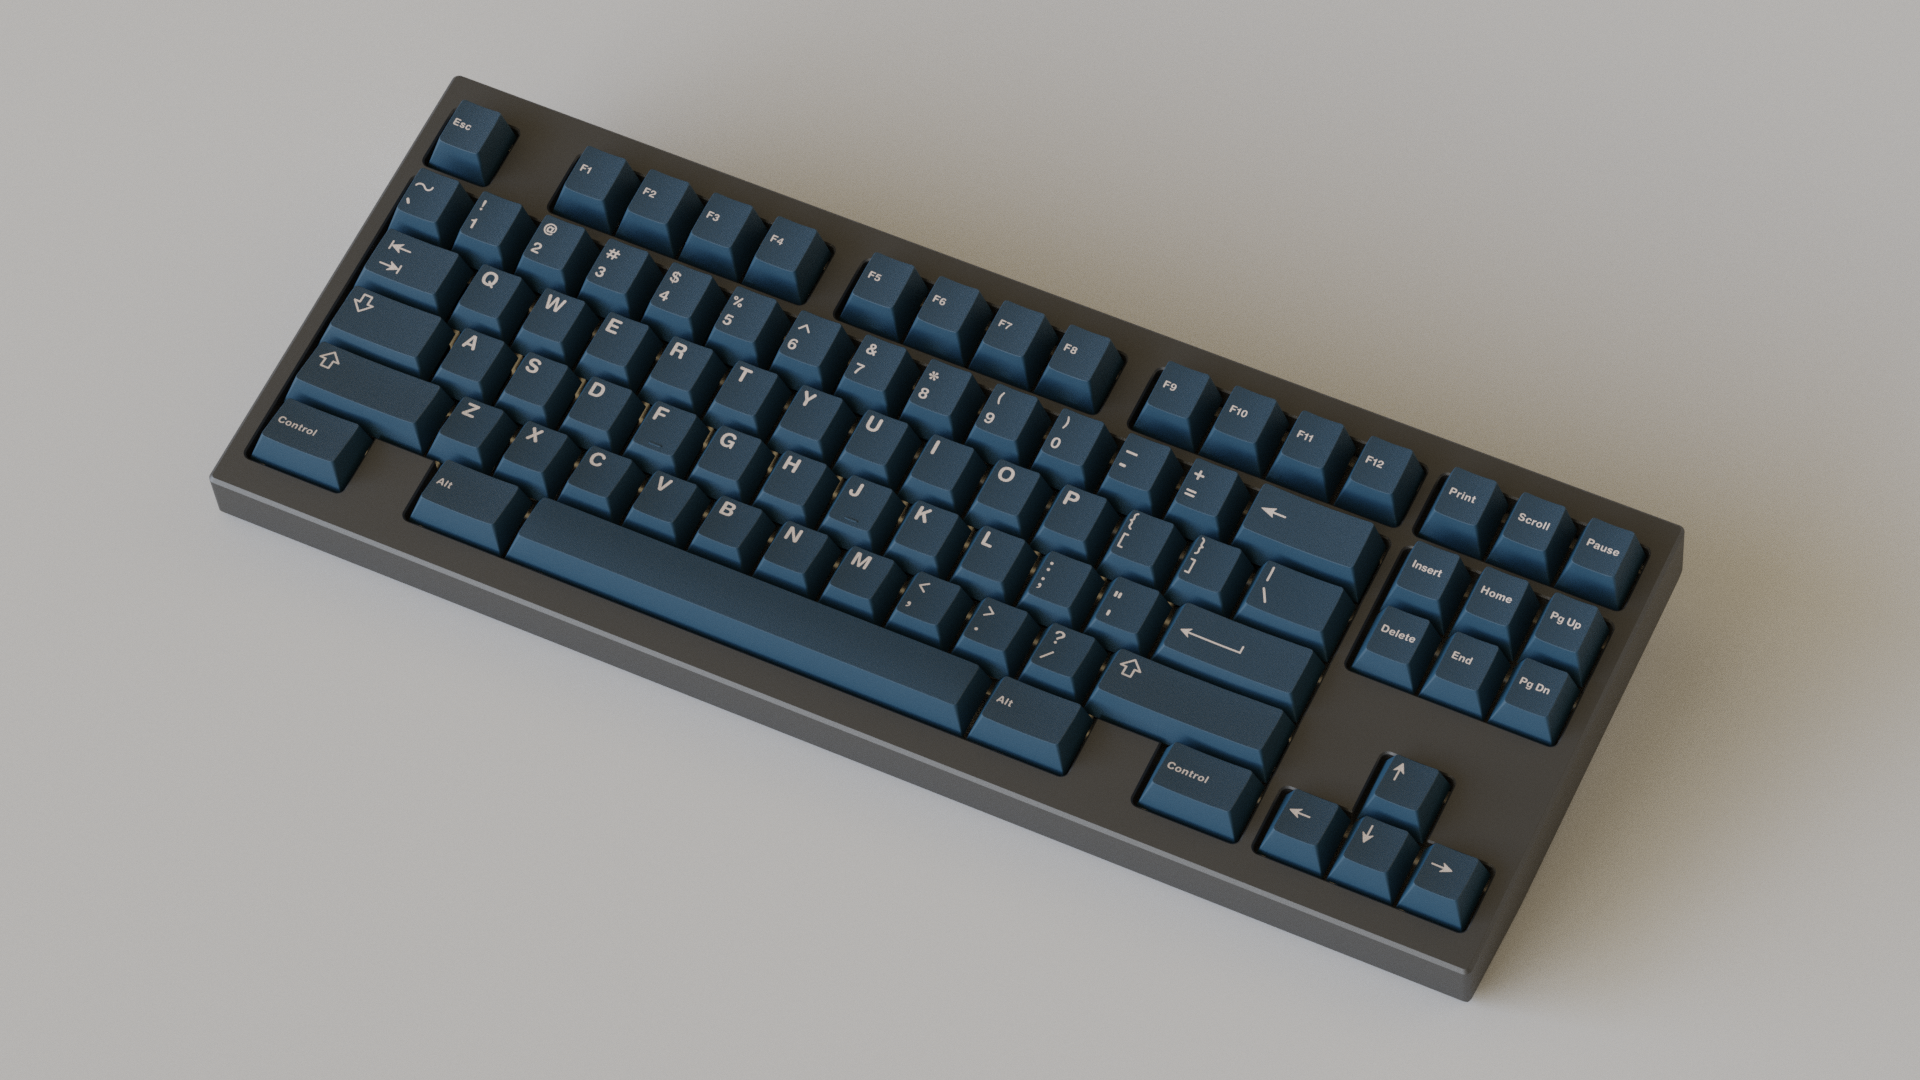 Esc F1 F2 F3 F4 F5 F6 F7 F8 F9 F10 F11 F12 Print Scroll Pause
~ ! @ # $ % ^ & * ( ) - +
` 1 2 3 4 5 6 7 8 9 0 - = ← Insert Home Pg Up
⇤ ⇥ Q W E R T Y U I O P { [ } ] | \ Delete End Pg Dn
⇩ A S D F G H J K L : ; " '
⇧ Z X C V B N M < , > . ? / ⇧ ↑
Control Alt Alt Control ← ↓ →